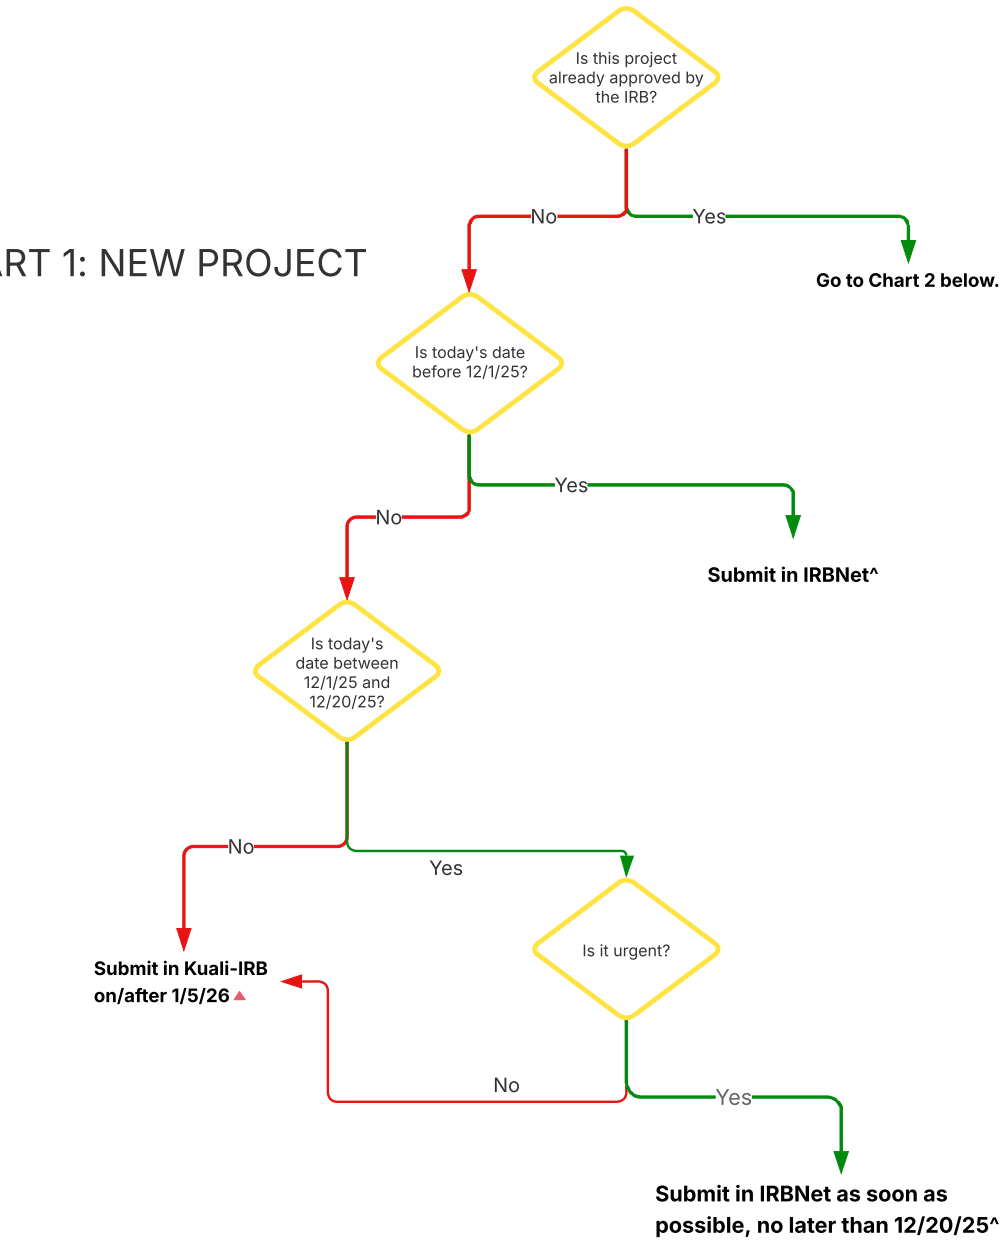 Is this project
already approved by
the IRB?
No
Yes
ART 1: NEW PROJECT
Go to Chart 2 below.
Is today's date
before 12/1/25?
Yes
No
Submit in IRBNet^
Is today's
date between
12/1/25 and
12/20/25?
No
Yes
Is it urgent?
Submit in Kuali-IRB
on/after 1/5/26
No
Yes
Submit in IRBNet as soon as
possible, no later than 12/20/25^